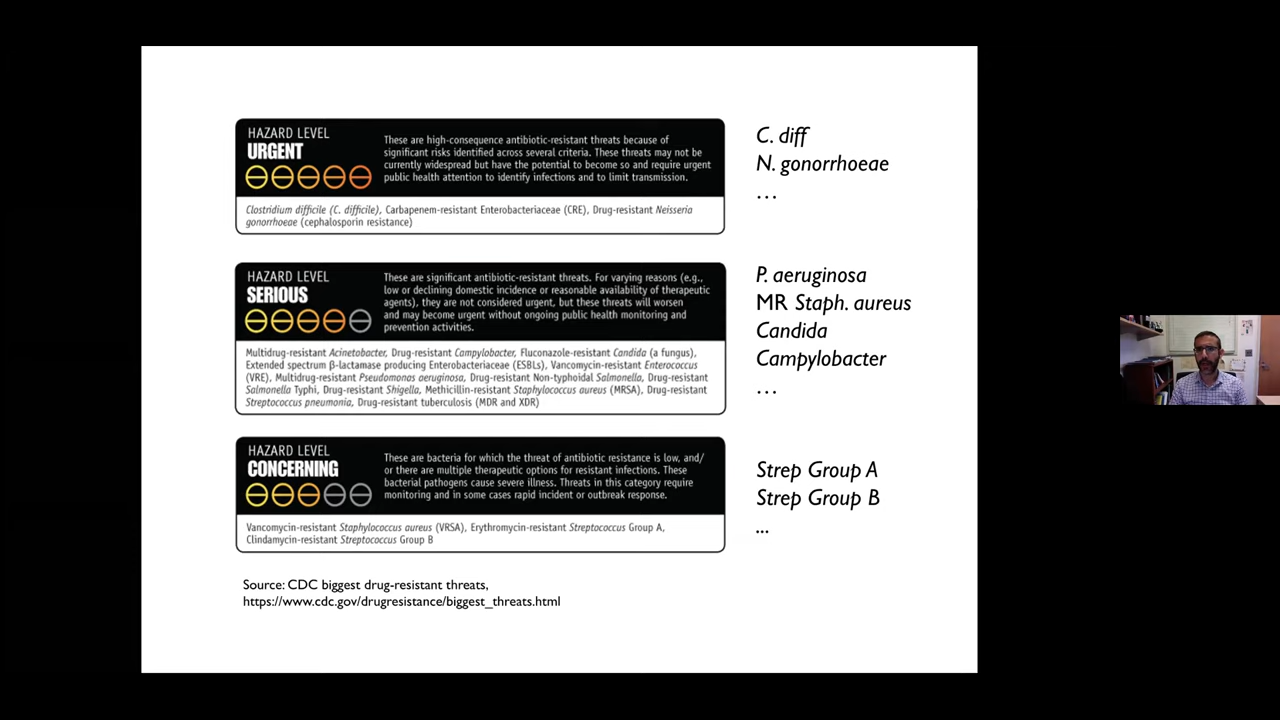 HAZARD LEVEL
URGENT
These are high-consequence antibiotic-resistant threats because of
significant risks identified across several criteria. These threats may not be
currently widespread but have the potential to become so and require urgent
public health attention to identify infections and to limit transmission.
Clostridium difficile (C. difficile), Carbapenem-resistant Enterobacteriaceae (CRE), Drug-resistant Neisseria
gonorrhoeae (cephalosporin resistance)
C. diff
N. gonorrhoeae
…
HAZARD LEVEL
SERIOUS
These are significant antibiotic-resistant threats. For varying reasons (e.g.,
low or declining domestic incidence or reasonable availability of therapeutic
agents), they are not considered urgent, but these threats will worsen
and may become urgent without ongoing public health monitoring and
prevention activities.
Multidrug-resistant Acinetobacter, Drug-resistant Campylobacter, Fluconazole-resistant Candida (a fungus),
Extended spectrum β-lactamase producing Enterobacteriaceae (ESBLs), Vancomycin-resistant Enterococcus
(VRE), Multidrug-resistant Pseudomonas aeruginosa, Drug-resistant Non-typhoidal Salmonella, Drug-resistant
Salmonella Typhi, Drug-resistant Shigella, Methicillin-resistant Staphylococcus aureus (MRSA), Drug-resistant
Streptococcus pneumonia, Drug-resistant tuberculosis (MDR and XDR)
P. aeruginosa
MR Staph. aureus
Candida
Campylobacter
…
HAZARD LEVEL
CONCERNING
These are bacteria for which the threat of antibiotic resistance is low, and/
or there are multiple therapeutic options for resistant infections. These
bacterial pathogens cause severe illness. Threats in this category require
monitoring and in some cases rapid incident or outbreak response.
Vancomycin-resistant Staphylococcus aureus (VRSA), Erythromycin-resistant Streptococcus Group A,
Clindamycin-resistant Streptococcus Group B
Strep Group A
Strep Group B
...
Source: CDC biggest drug-resistant threats,
https://www.cdc.gov/drugresistance/biggest_threats.html